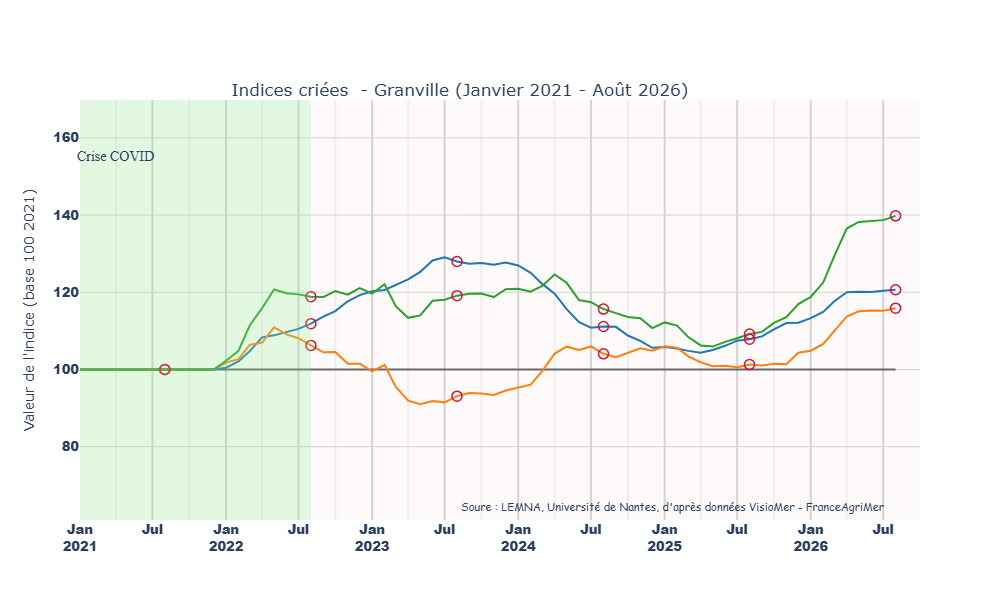 Indices criées  - Granville (Janvier 2021 - Août 2026)
Valeur de l'indice (base 100 2021)
160
140
120
100
80
Crise COVID
Soure : LEMNA, Université de Nantes, d'après données VisioMer - FranceAgriMer
Jan Jul Jan Jul Jan Jul Jan Jul Jan Jul Jan Jul
2021 2022 2023 2024 2025 2026